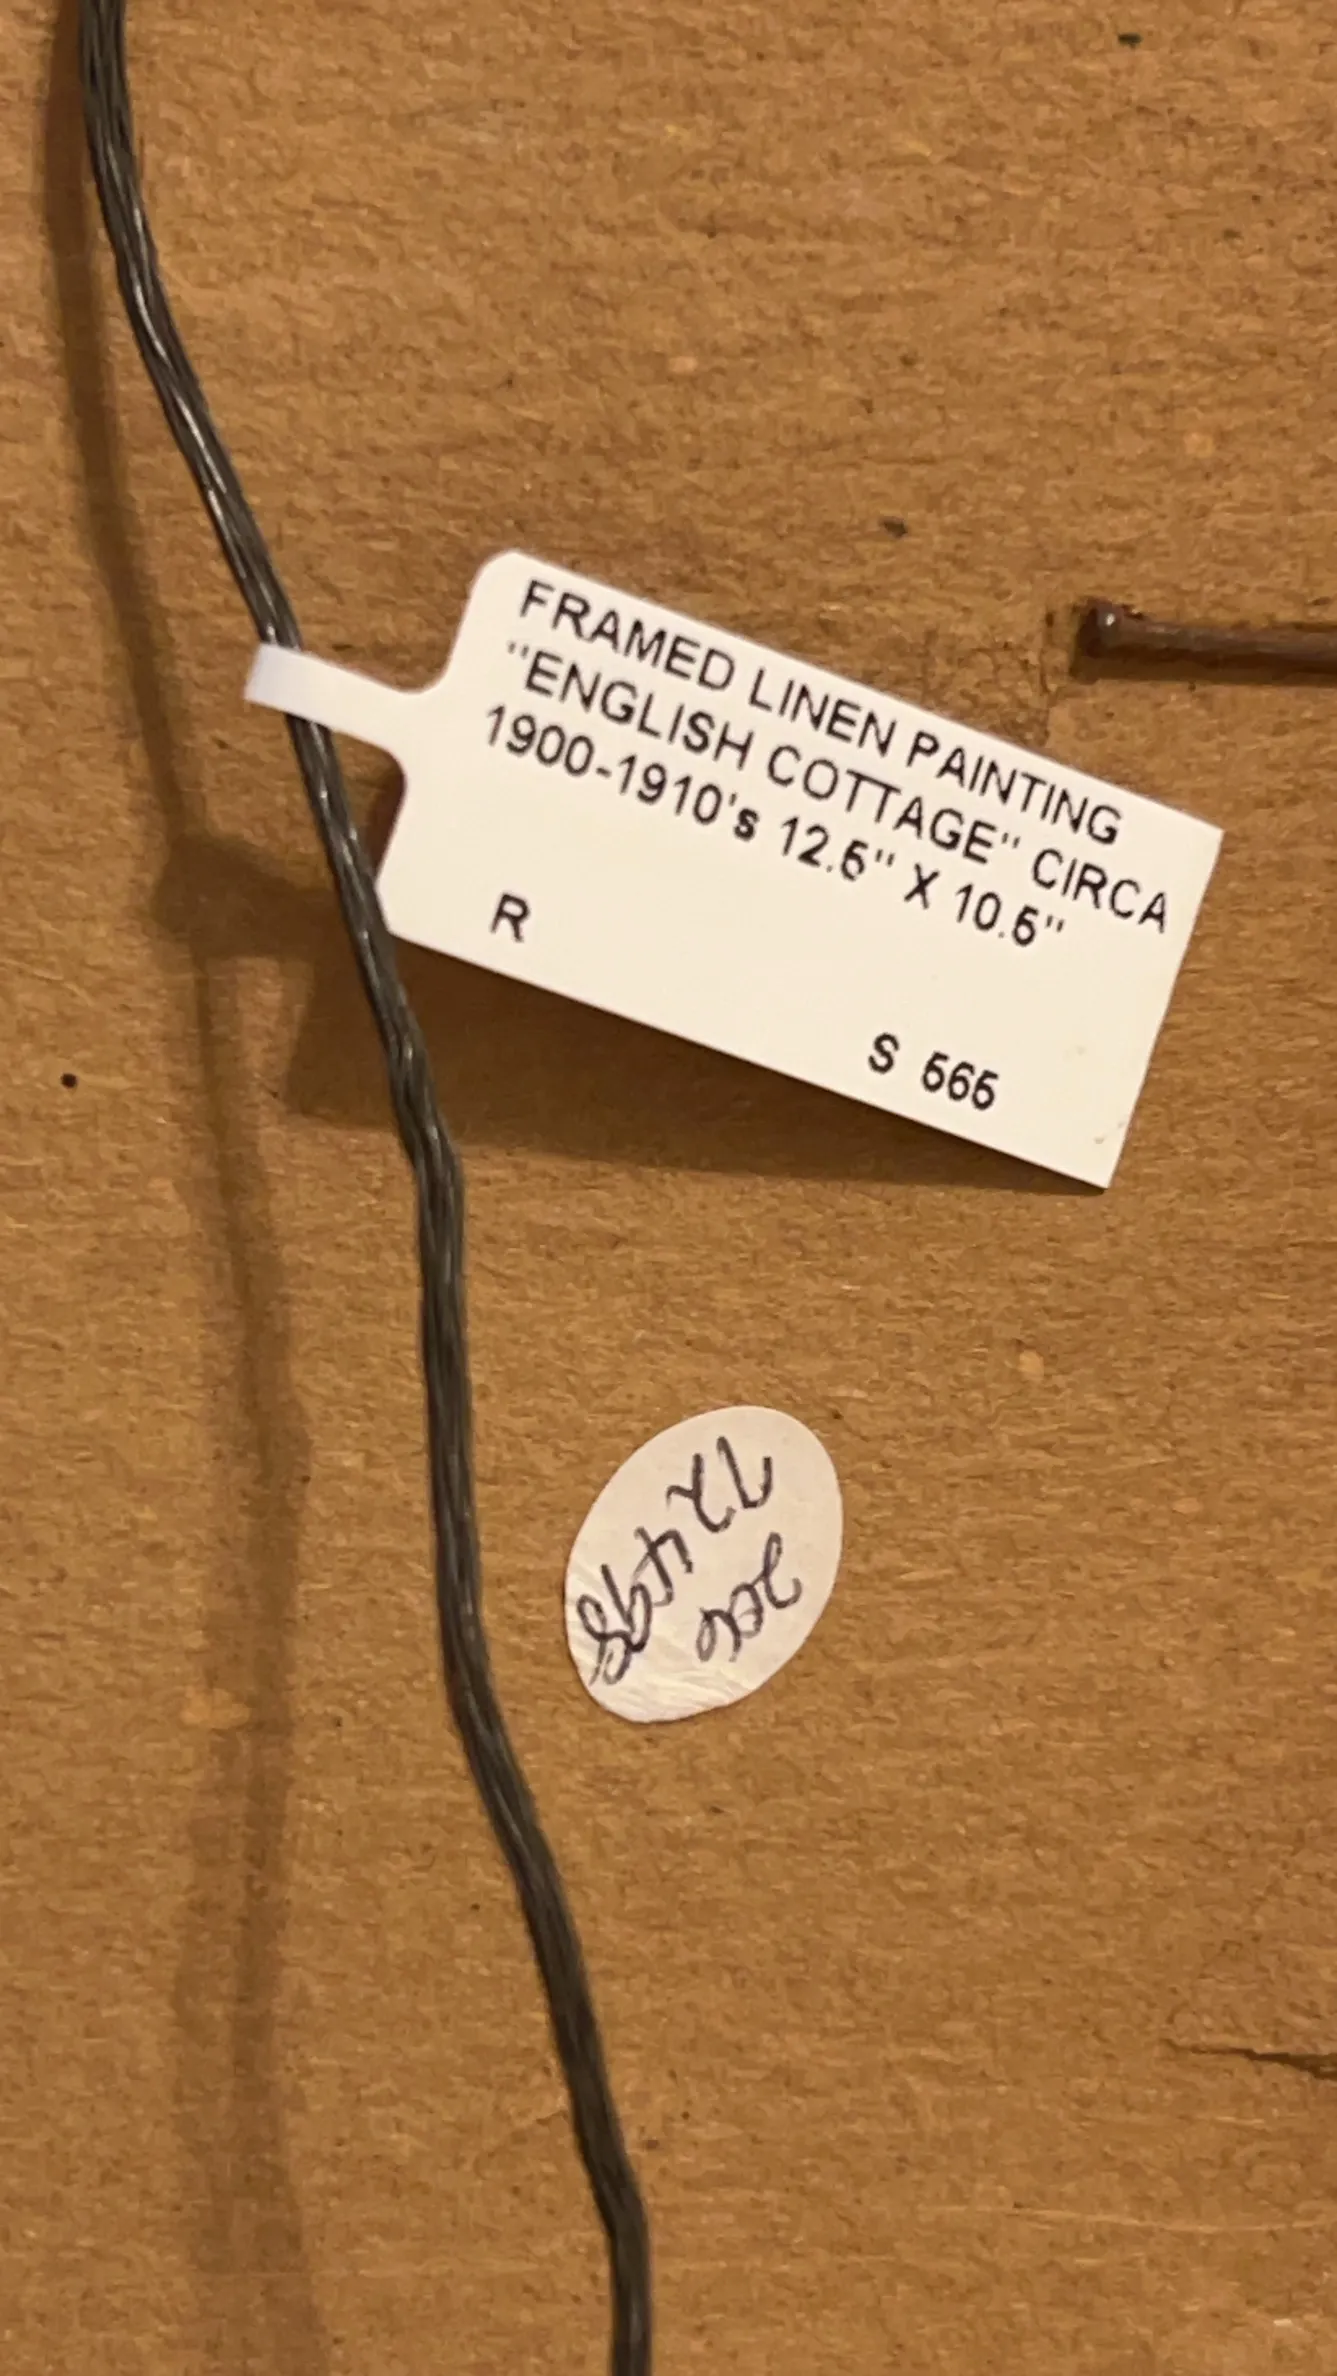 FRAMED LINEN PAINTING
"ENGLISH COTTAGE" CIRCA
1900-1910's 12.5" X 10.5"
R
S 565